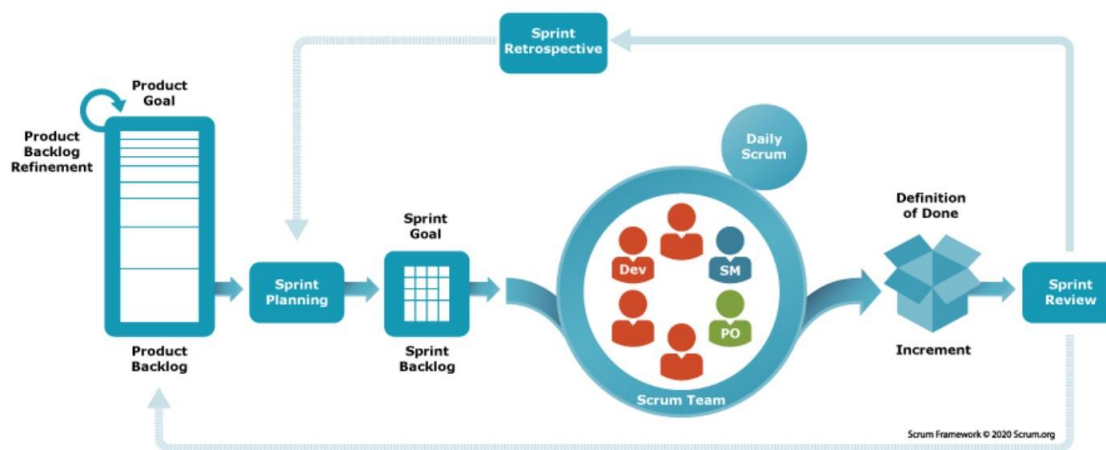 Sprint
Retrospective
Product
Goal
Product
Backlog
Refinement
Daily
Scrum
Definition
of Done
Sprint
Goal
Dev
SM
Sprint
Planning
Sprint
Review
PO
Product
Backlog
Sprint
Backlog
Increment
Scrum Team
Scrum Framework © 2020 Scrum.org